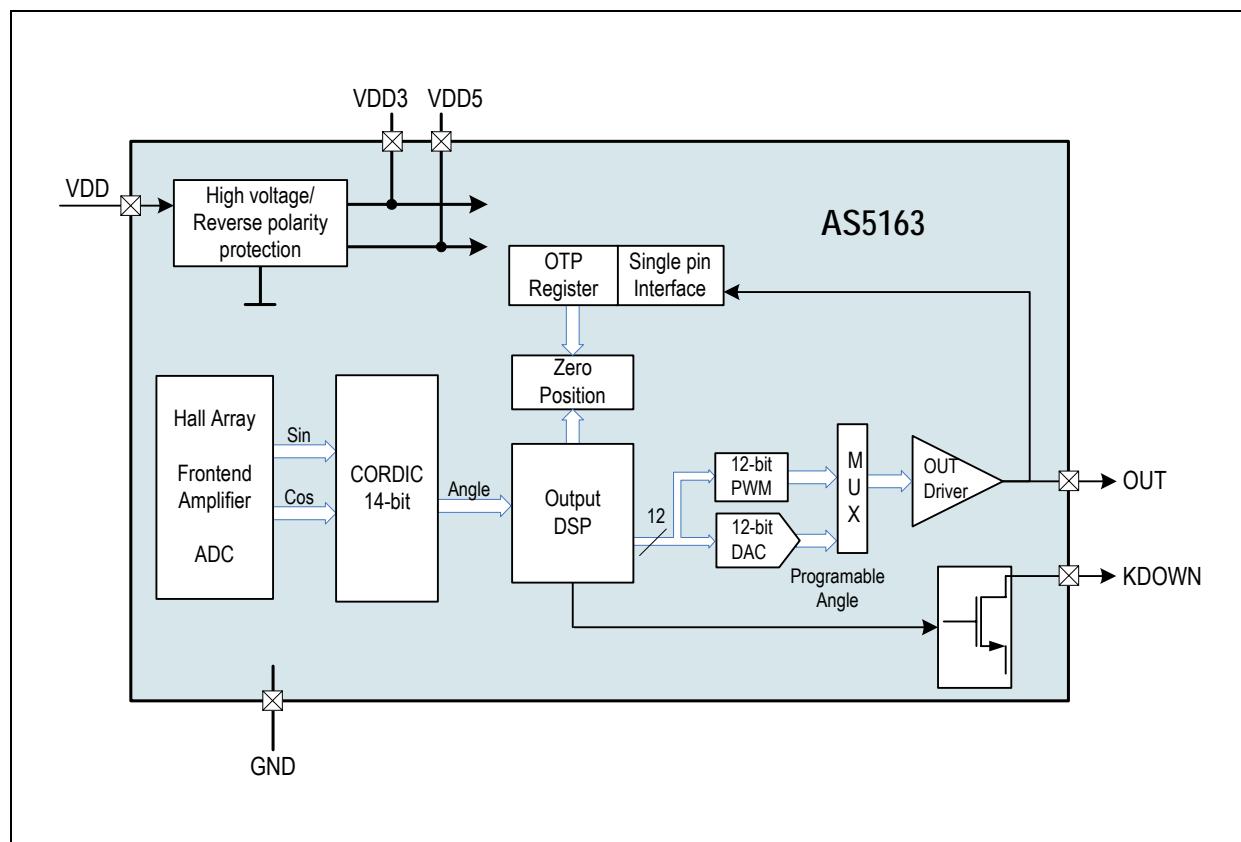 VDD3
VDD5
VDD
High voltage/
Reverse polarity
protection
AS5163
OTP
Register
Single pin
Interface
Zero
Position
Hall Array
Frontend
Amplifier
ADC
Sin
Cos
CORDIC
14-bit
Angle
Output
DSP
12
12-bit
PWM
12-bit
DAC
Programable
Angle
M
U
X
OUT
Driver
OUT
KDOWN
GND